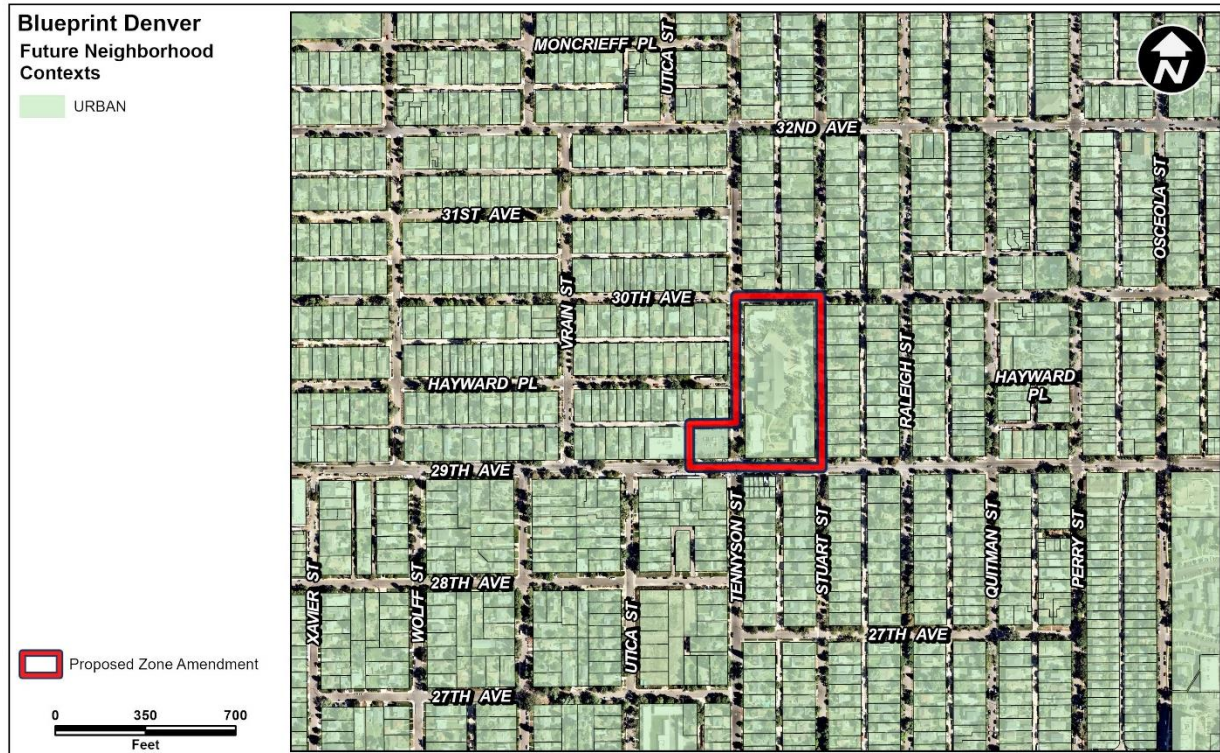 Blueprint Denver
Future Neighborhood
Contexts
URBAN
Proposed Zone Amendment
0 350 700
Feet
N
MONCRIEFF PL
UTICA ST
32ND AVE
31ST AVE
OSCEOLA ST
VRAIN ST
30TH AVE
RALEIGH ST
HAYWARD PL
HAYWARD
PL
29TH AVE
XAVIER ST
WOLFF ST
28TH AVE
UTICA ST
TENNYSON ST
STUART ST
QUITMAN ST
PERRY ST
27TH AVE
27TH AVE